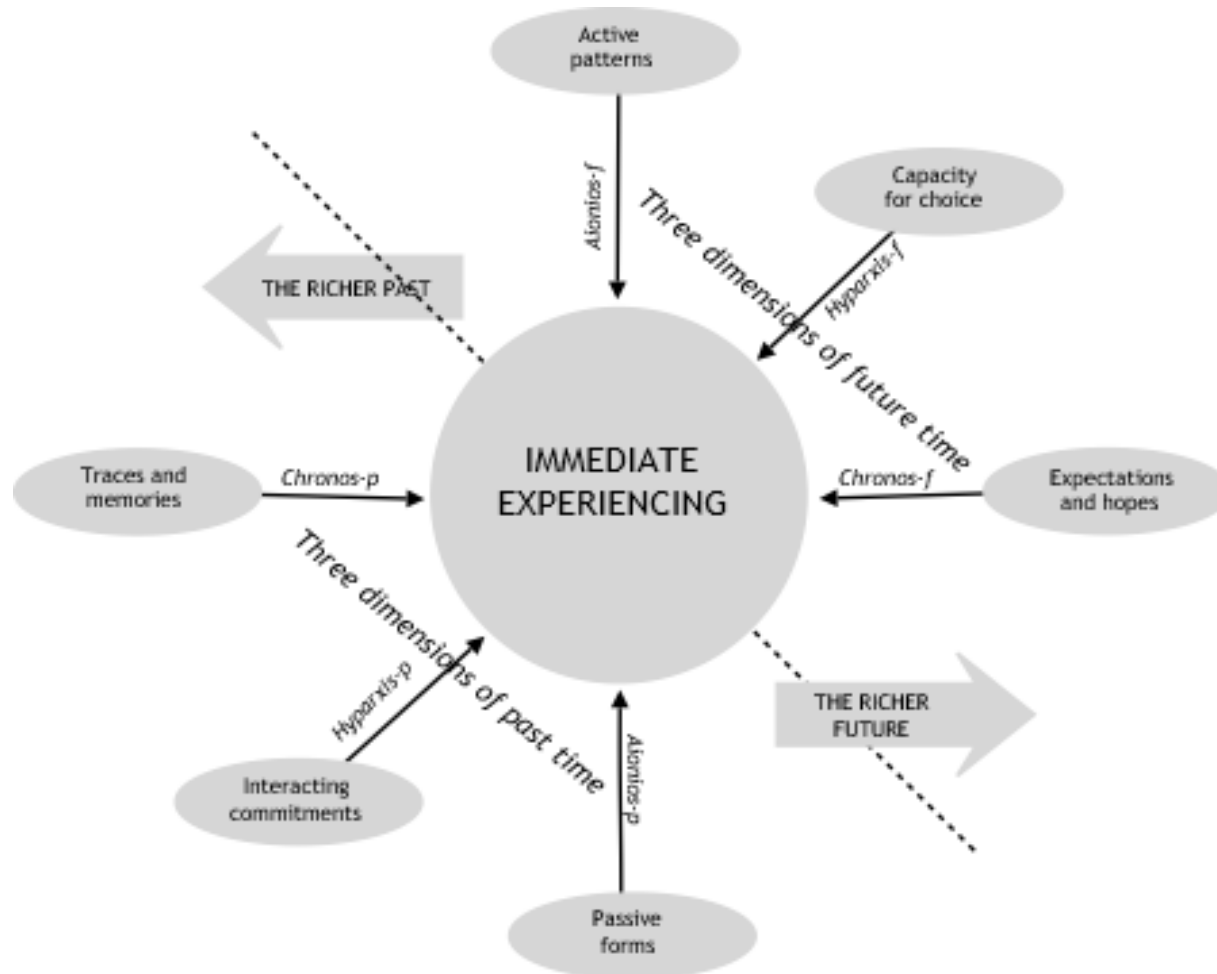 Active
patterns
Aionios-f
Capacity
for choice
Hyparxis-f
Three dimensions of future time
THE RICHER PAST
IMMEDIATE
EXPERIENCING
Traces and
memories
Chronos-p
Chronos-f
Expectations
and hopes
Three dimensions of past time
Hyparxis-p
Interacting
commitments
Aionios-p
THE RICHER
FUTURE
Passive
forms